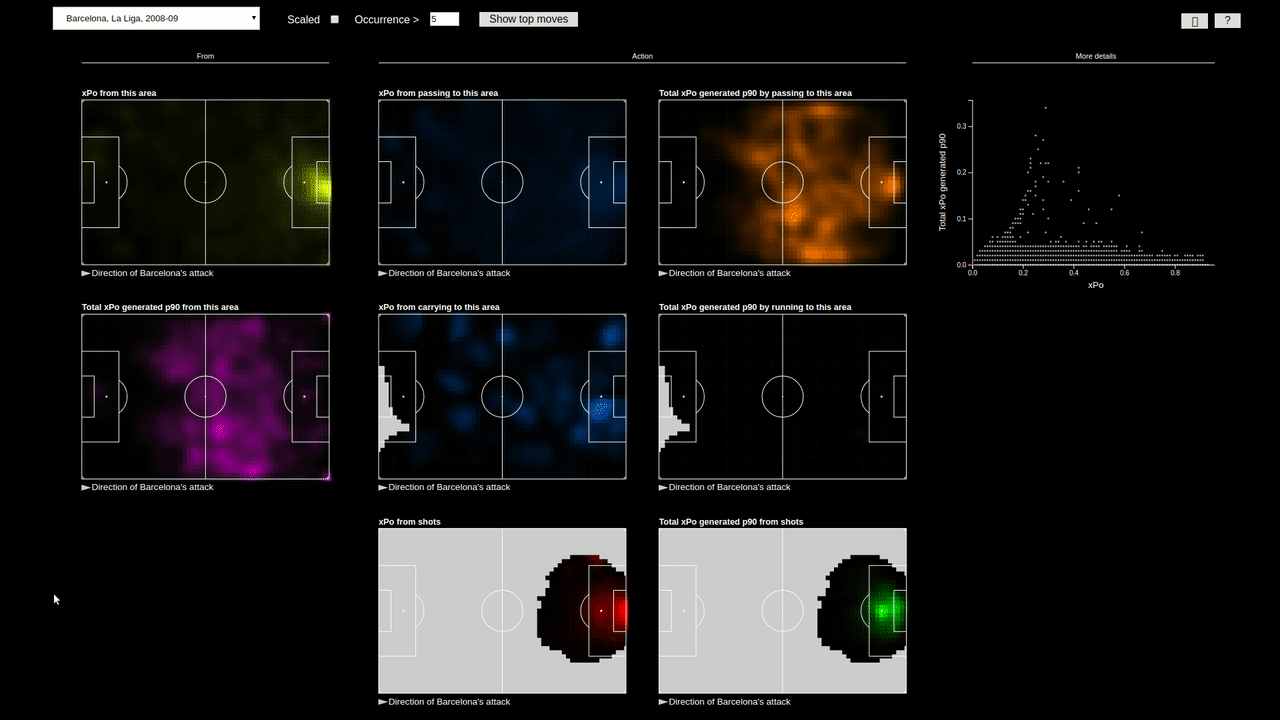 Barcelona, La Liga, 2008-09
Scaled Occurrence > 5 Show top moves ?
From Action More details
xPo from this area
xPo from passing to this area
Total xPo generated p90 by passing to this area
Direction of Barcelona's attack
Direction of Barcelona's attack
Direction of Barcelona's attack
Total xPo generated p90
0.3
0.2
0.1
0.0
0.0 0.2 0.4 0.6 0.8
xPo
Total xPo generated p90 from this area
xPo from carrying to this area
Total xPo generated p90 by running to this area
Direction of Barcelona's attack
Direction of Barcelona's attack
Direction of Barcelona's attack
xPo from shots
Total xPo generated p90 from shots
Direction of Barcelona's attack
Direction of Barcelona's attack